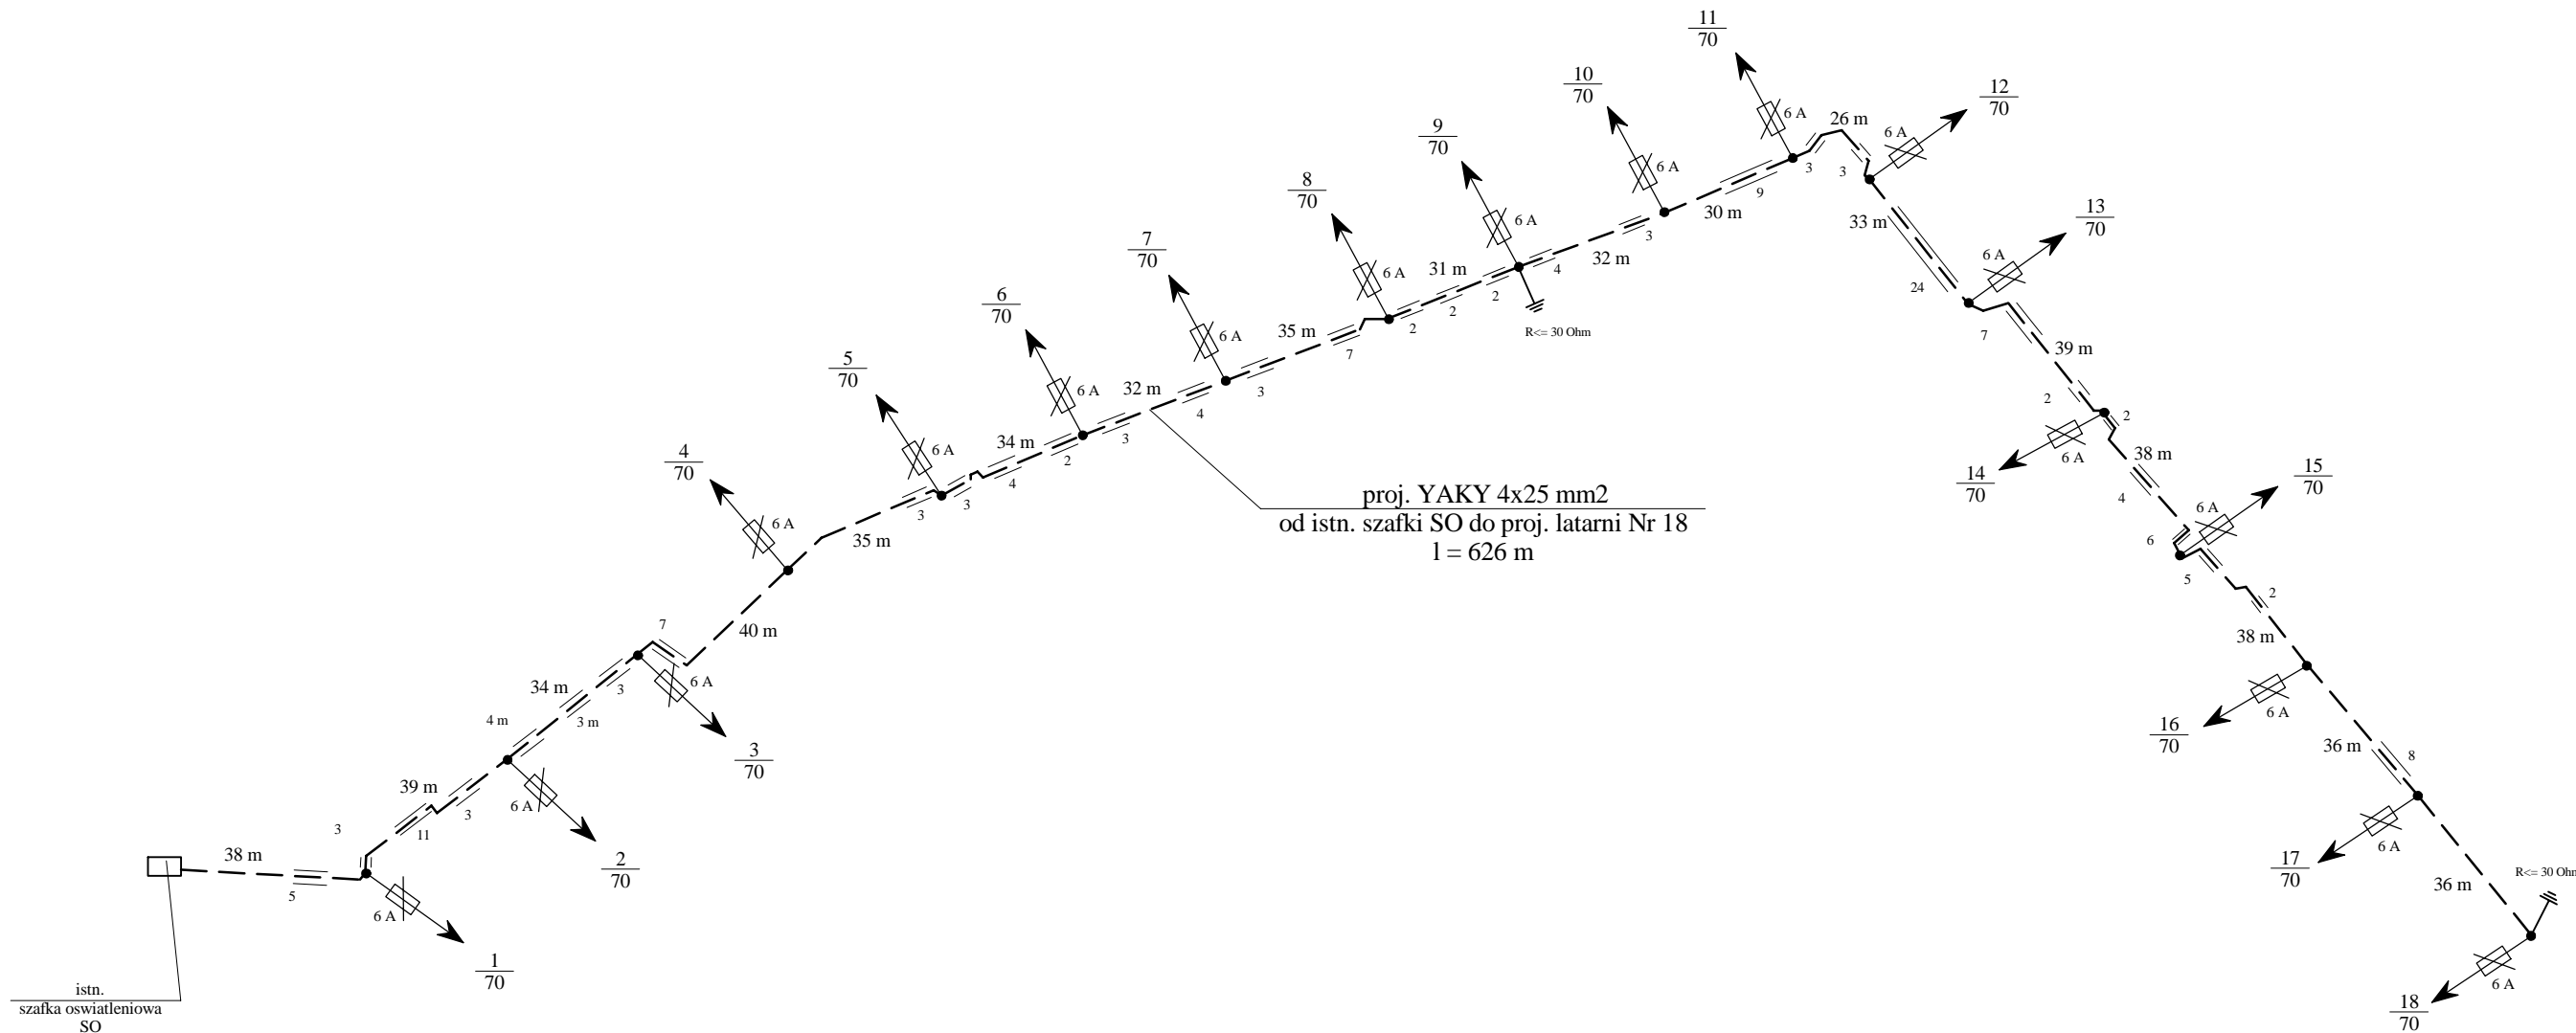 11
70
10
70
12
70
9
70
8
70
7
70
6
70
5
70
4
70
13
70
6 A
6 A
26 m
6 A
3
3
6 A
6 A
9
30 m
33 m
6 A
3
32 m
4
31 m
2
2
2
24
7
R<= 30 Ohm
6 A
35 m
7
39 m
6 A
32 m
3
4
3
2
2
6 A
34 m
2
4
38 m
6 A
14
70
15
70
4
6 A
6
3
3
35 m
6 A
proj. YAKY 4x25 mm2
od istn. szafki SO do proj. latarni Nr 18
l = 626 m
5
2
38 m
7
40 m
6 A
3
34 m
3 m
4 m
3
70
6 A
16
70
36 m
8
39 m
6 A
3
11
3
2
70
6 A
17
70
38 m
5
6 A
1
70
36 m
R<= 30 Ohm
6 A
18
70
istn.
szafka oswiatleniowa
SO